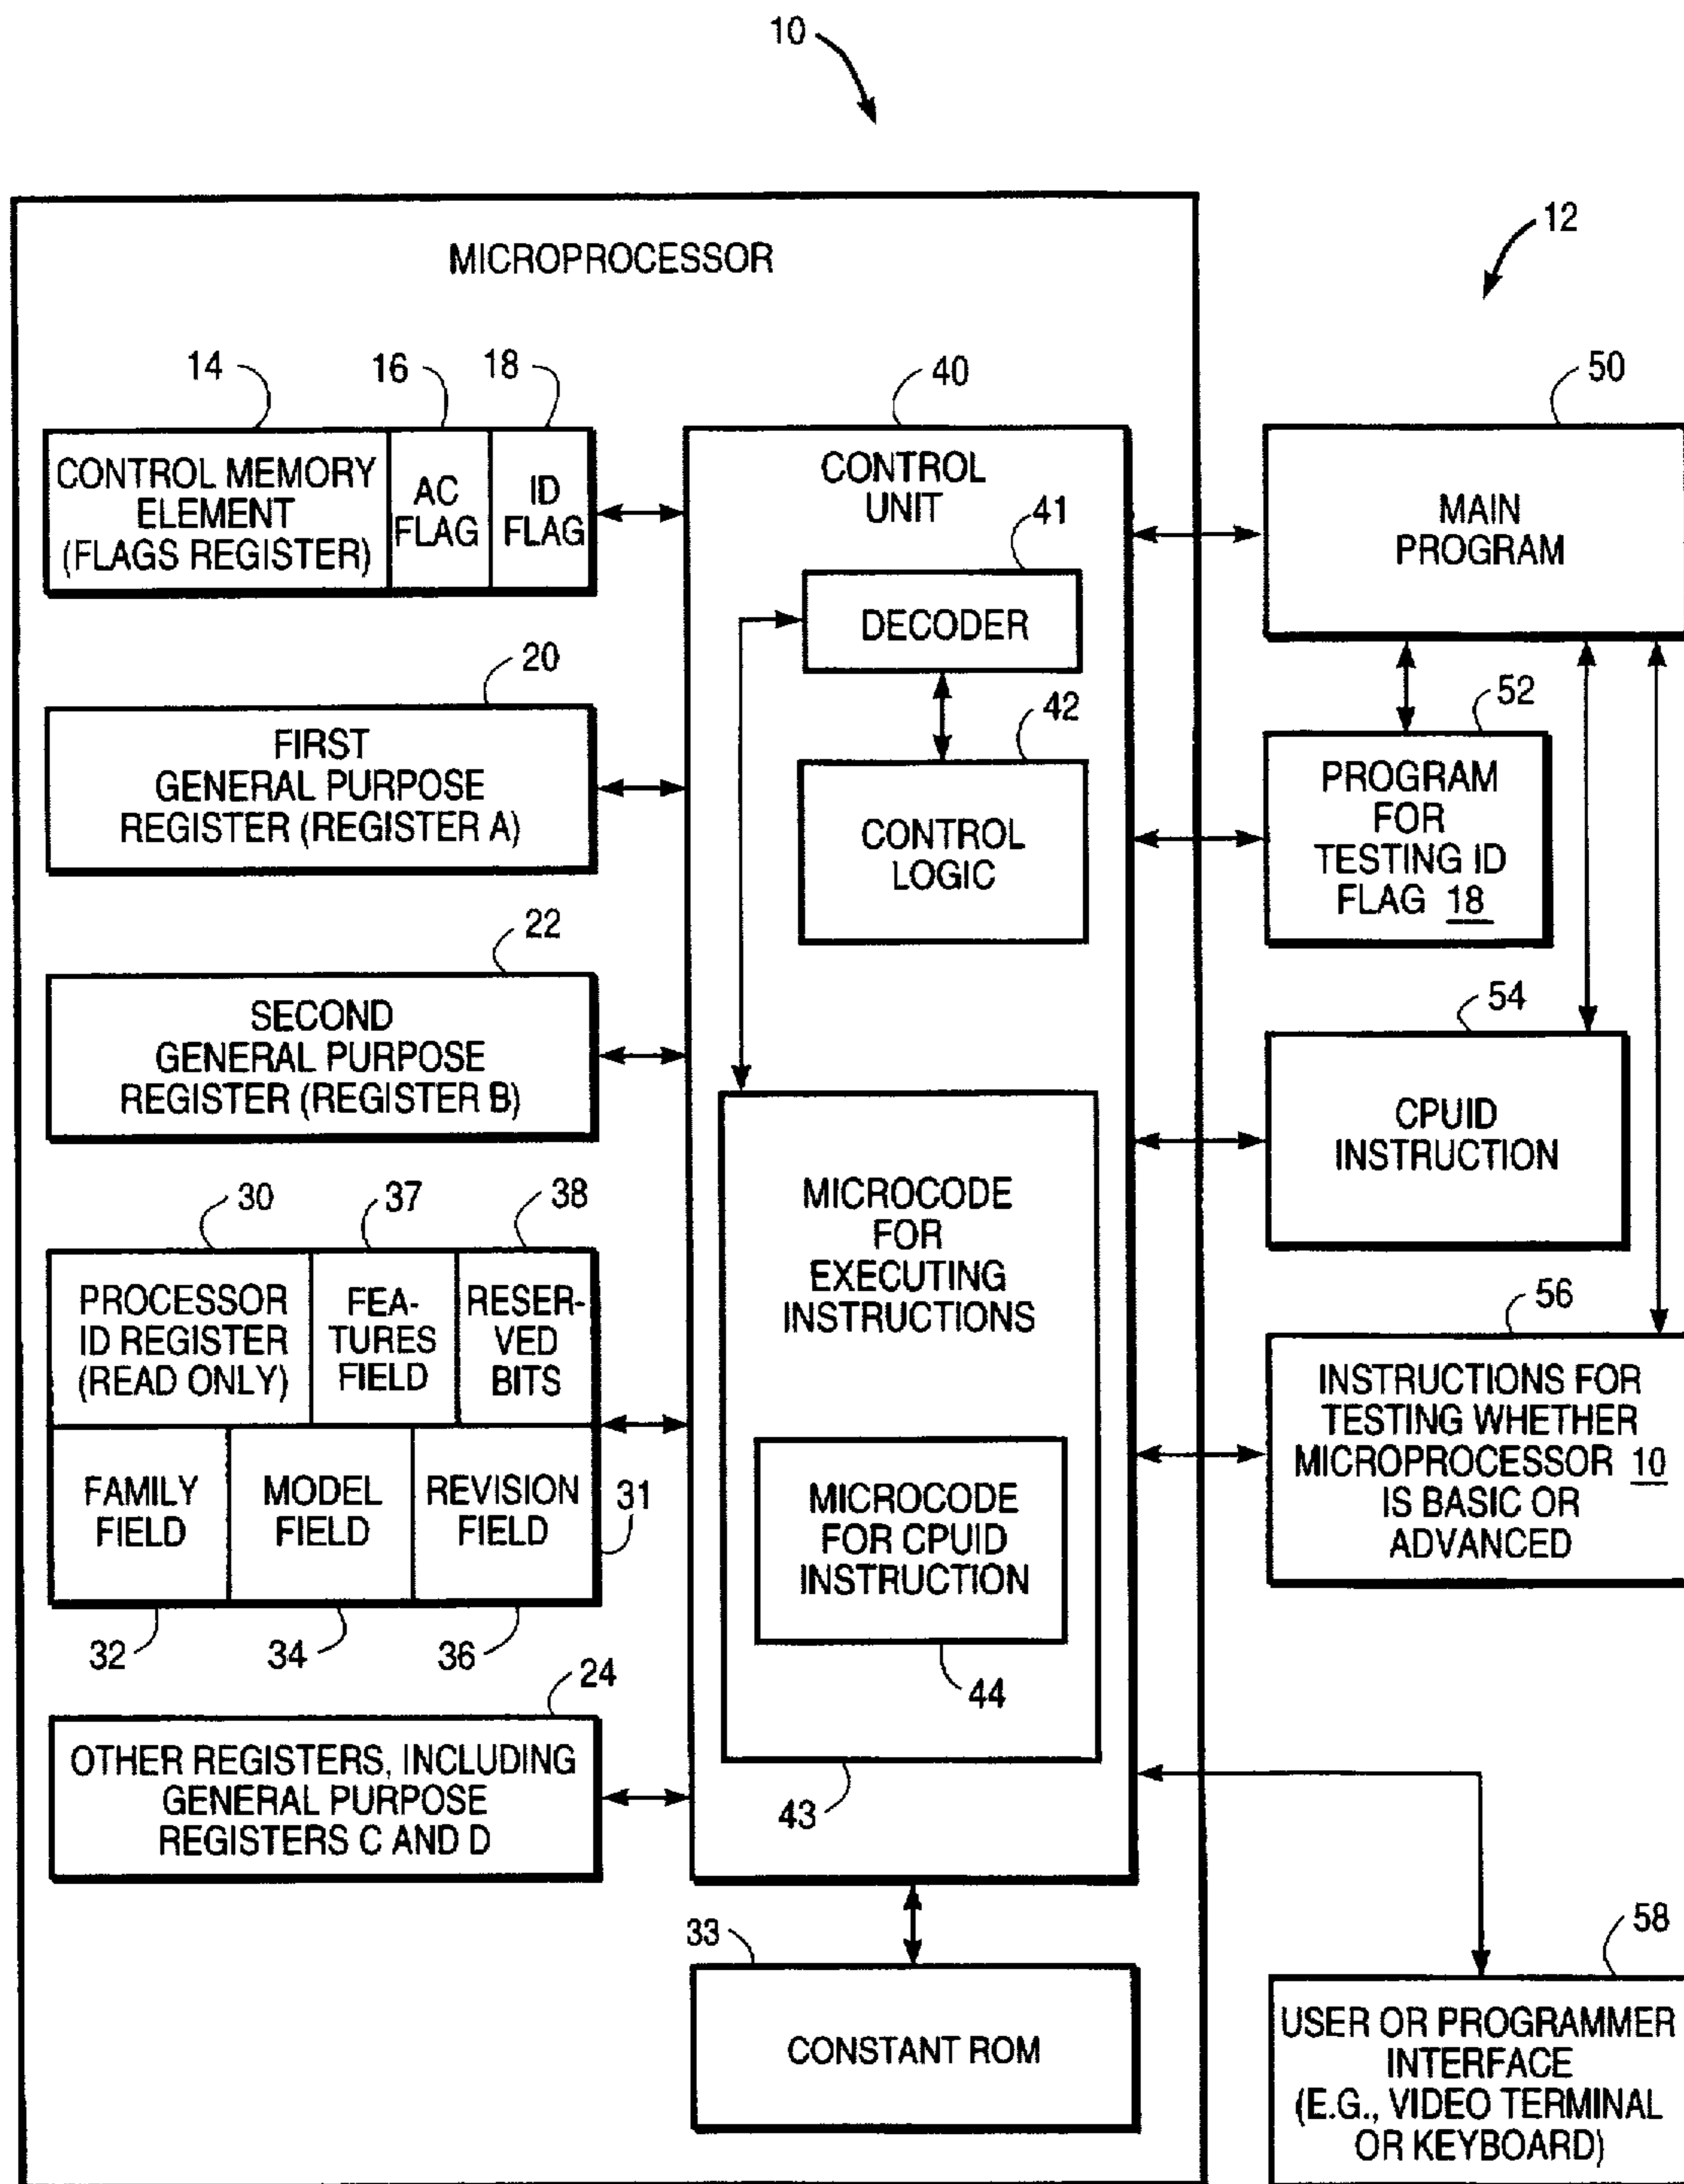 10
12
MICROPROCESSOR
14
16
18
CONTROL MEMORY
ELEMENT
(FLAGS REGISTER)
AC
FLAG
ID
FLAG
20
FIRST
GENERAL PURPOSE
REGISTER (REGISTER A)
22
SECOND
GENERAL PURPOSE
REGISTER (REGISTER B)
30
37
38
PROCESSOR
ID REGISTER
(READ ONLY)
FEA-
TURES
FIELD
RESER-
VED
BITS
FAMILY
FIELD
MODEL
FIELD
REVISION
FIELD
31
32
34
36
24
OTHER REGISTERS, INCLUDING
GENERAL PURPOSE
REGISTERS C AND D
40
CONTROL
UNIT
41
DECODER
42
CONTROL
LOGIC
MICROCODE
FOR
EXECUTING
INSTRUCTIONS
MICROCODE
FOR CPUID
INSTRUCTION
44
43
33
CONSTANT ROM
50
MAIN
PROGRAM
52
PROGRAM
FOR
TESTING ID
FLAG 18
54
CPUID
INSTRUCTION
56
INSTRUCTIONS FOR
TESTING WHETHER
MICROPROCESSOR 10
IS BASIC OR
ADVANCED
58
USER OR PROGRAMMER
INTERFACE
(E.G., VIDEO TERMINAL
OR KEYBOARD)